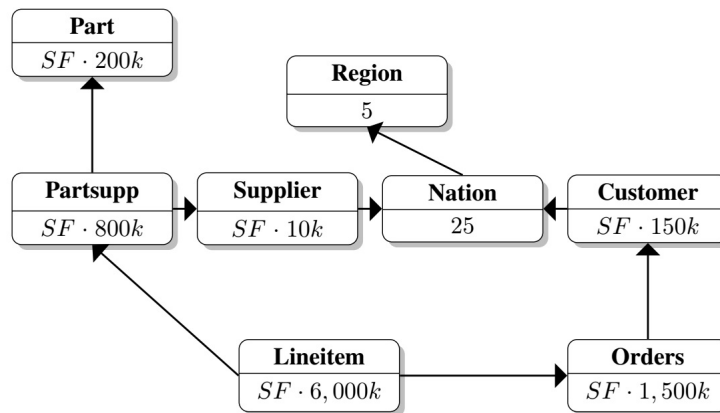 Part
SF · 200k
Region
5
Partsupp
SF · 800k
Supplier
SF · 10k
Nation
25
Customer
SF · 150k
Lineitem
SF · 6,000k
Orders
SF · 1,500k